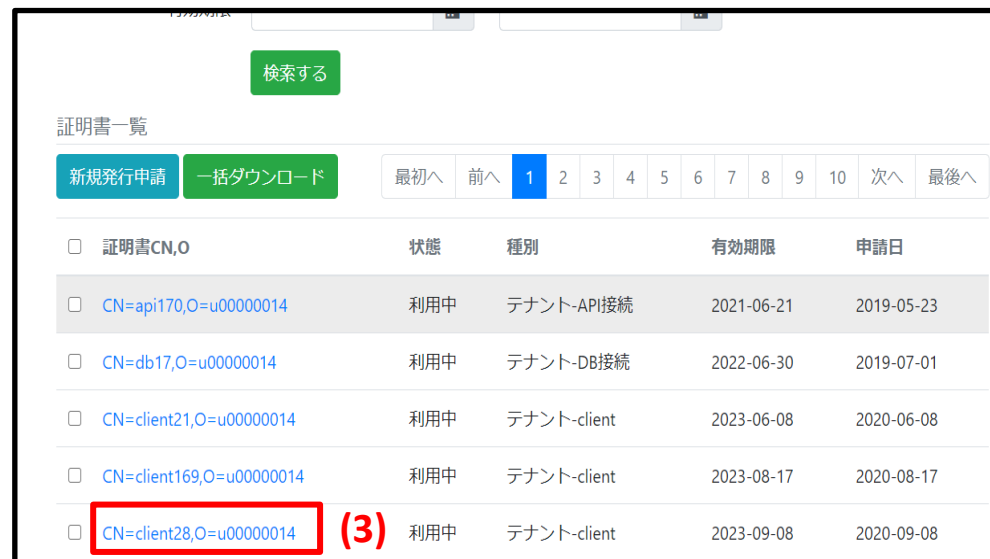 有効期限
検索する
証明書一覧
新規発行申請 一括ダウンロード 最初へ 前へ 1 2 3 4 5 6 7 8 9 10 次へ 最後へ
証明書CN,O 状態 種別 有効期限 申請日
CN=api170,O=u00000014 利用中 テナント-API接続 2021-06-21 2019-05-23
CN=db17,O=u00000014 利用中 テナント-DB接続 2022-06-30 2019-07-01
CN=client21,O=u00000014 利用中 テナント-client 2023-06-08 2020-06-08
CN=client169,O=u00000014 利用中 テナント-client 2023-08-17 2020-08-17
CN=client28,O=u00000014 (3) 利用中 テナント-client 2023-09-08 2020-09-08